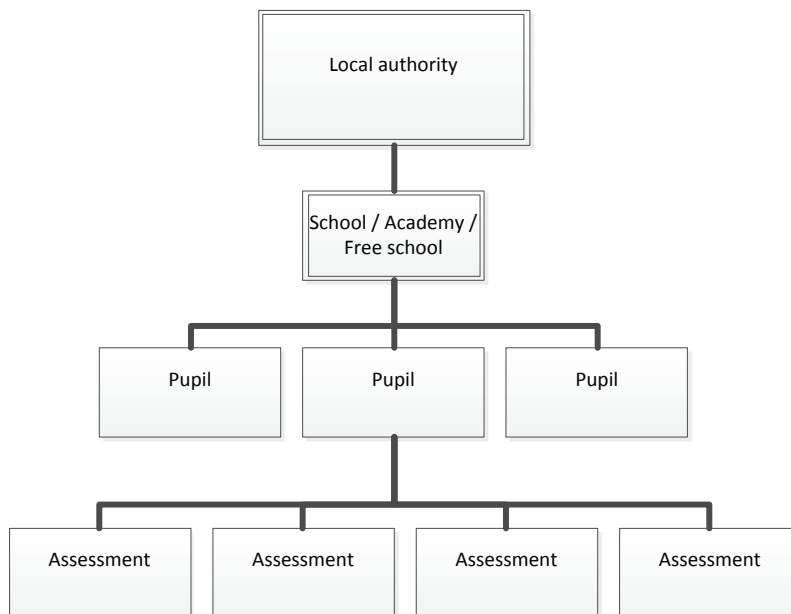 Local authority
School / Academy /
Free school
Pupil
Pupil
Pupil
Assessment
Assessment
Assessment
Assessment